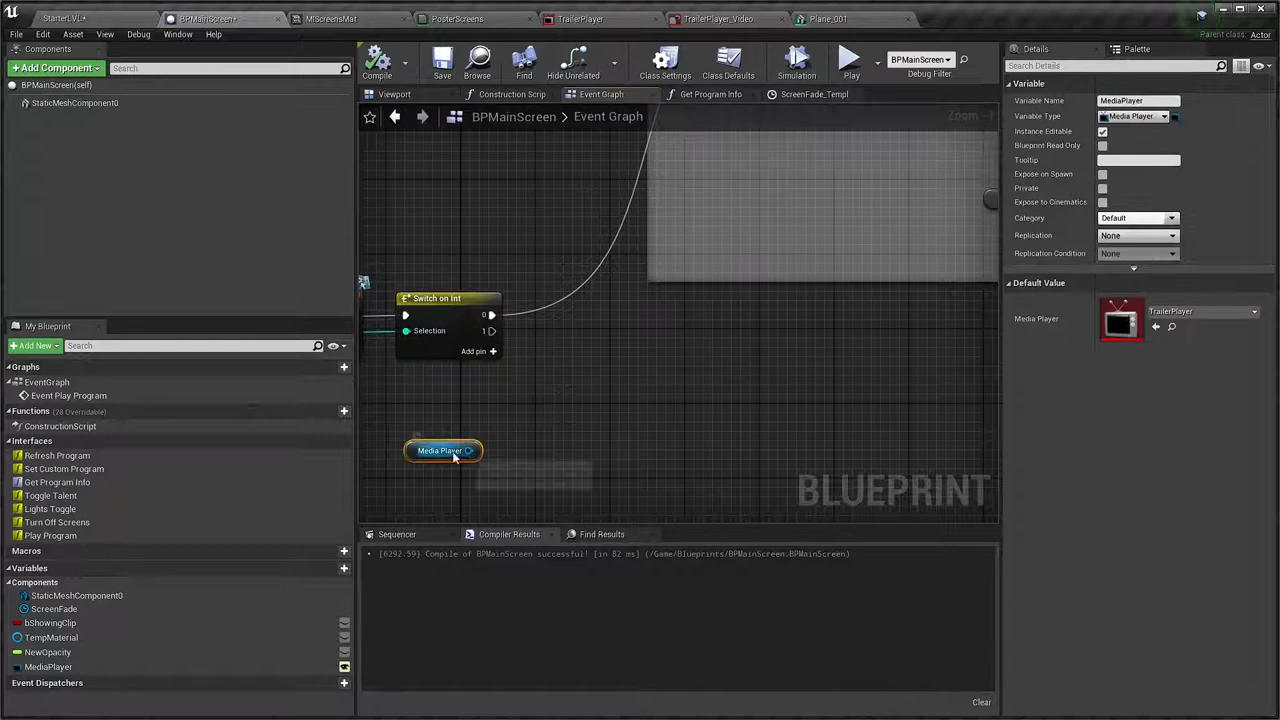 StarterLVL•
BPMainScreen•
MIScreensMat
PosterScreens
TrailerPlayer
TrailerPlayer_Video
Plane_001
File Edit Asset View Debug Window Help
Parent class: Actor
Components
+ Add Component
Search
BPMainScreen(self)
StaticMeshComponent0
Compile
Save
Browse
Find
Hide Unrelated
Class Settings
Class Defaults
Simulation
Play
BPMainScreen
Debug Filter
Viewport
Construction Scrip
Event Graph
Get Program Info
ScreenFade_Templ
BPMainScreen > Event Graph
Zoom -1
Switch on Int
0
Selection
1
Add pin +
Media Player
BLUEPRINT
My Blueprint
+ Add New
Search
Graphs
EventGraph
Event Play Program
Functions (28 Overridable)
ConstructionScript
Interfaces
Refresh Program
Set Custom Program
Get Program Info
Toggle Talent
Lights Toggle
Turn Off Screens
Play Program
Macros
Variables
Components
StaticMeshComponent0
ScreenFade
bShowingClip
TempMaterial
NewOpacity
MediaPlayer
Event Dispatchers
Sequencer
Compiler Results
Find Results
[6292.59] Compile of BPMainScreen successful! [in 82 ms] (/Game/Blueprints/BPMainScreen.BPMainScreen)
Clear
Details
Palette
Search Details
Variable
Variable Name MediaPlayer
Variable Type Media Player
Instance Editable
Blueprint Read Only
Tooltip
Expose on Spawn
Private
Expose to Cinematics
Category Default
Replication None
Replication Condition None
Default Value
Media Player TrailerPlayer